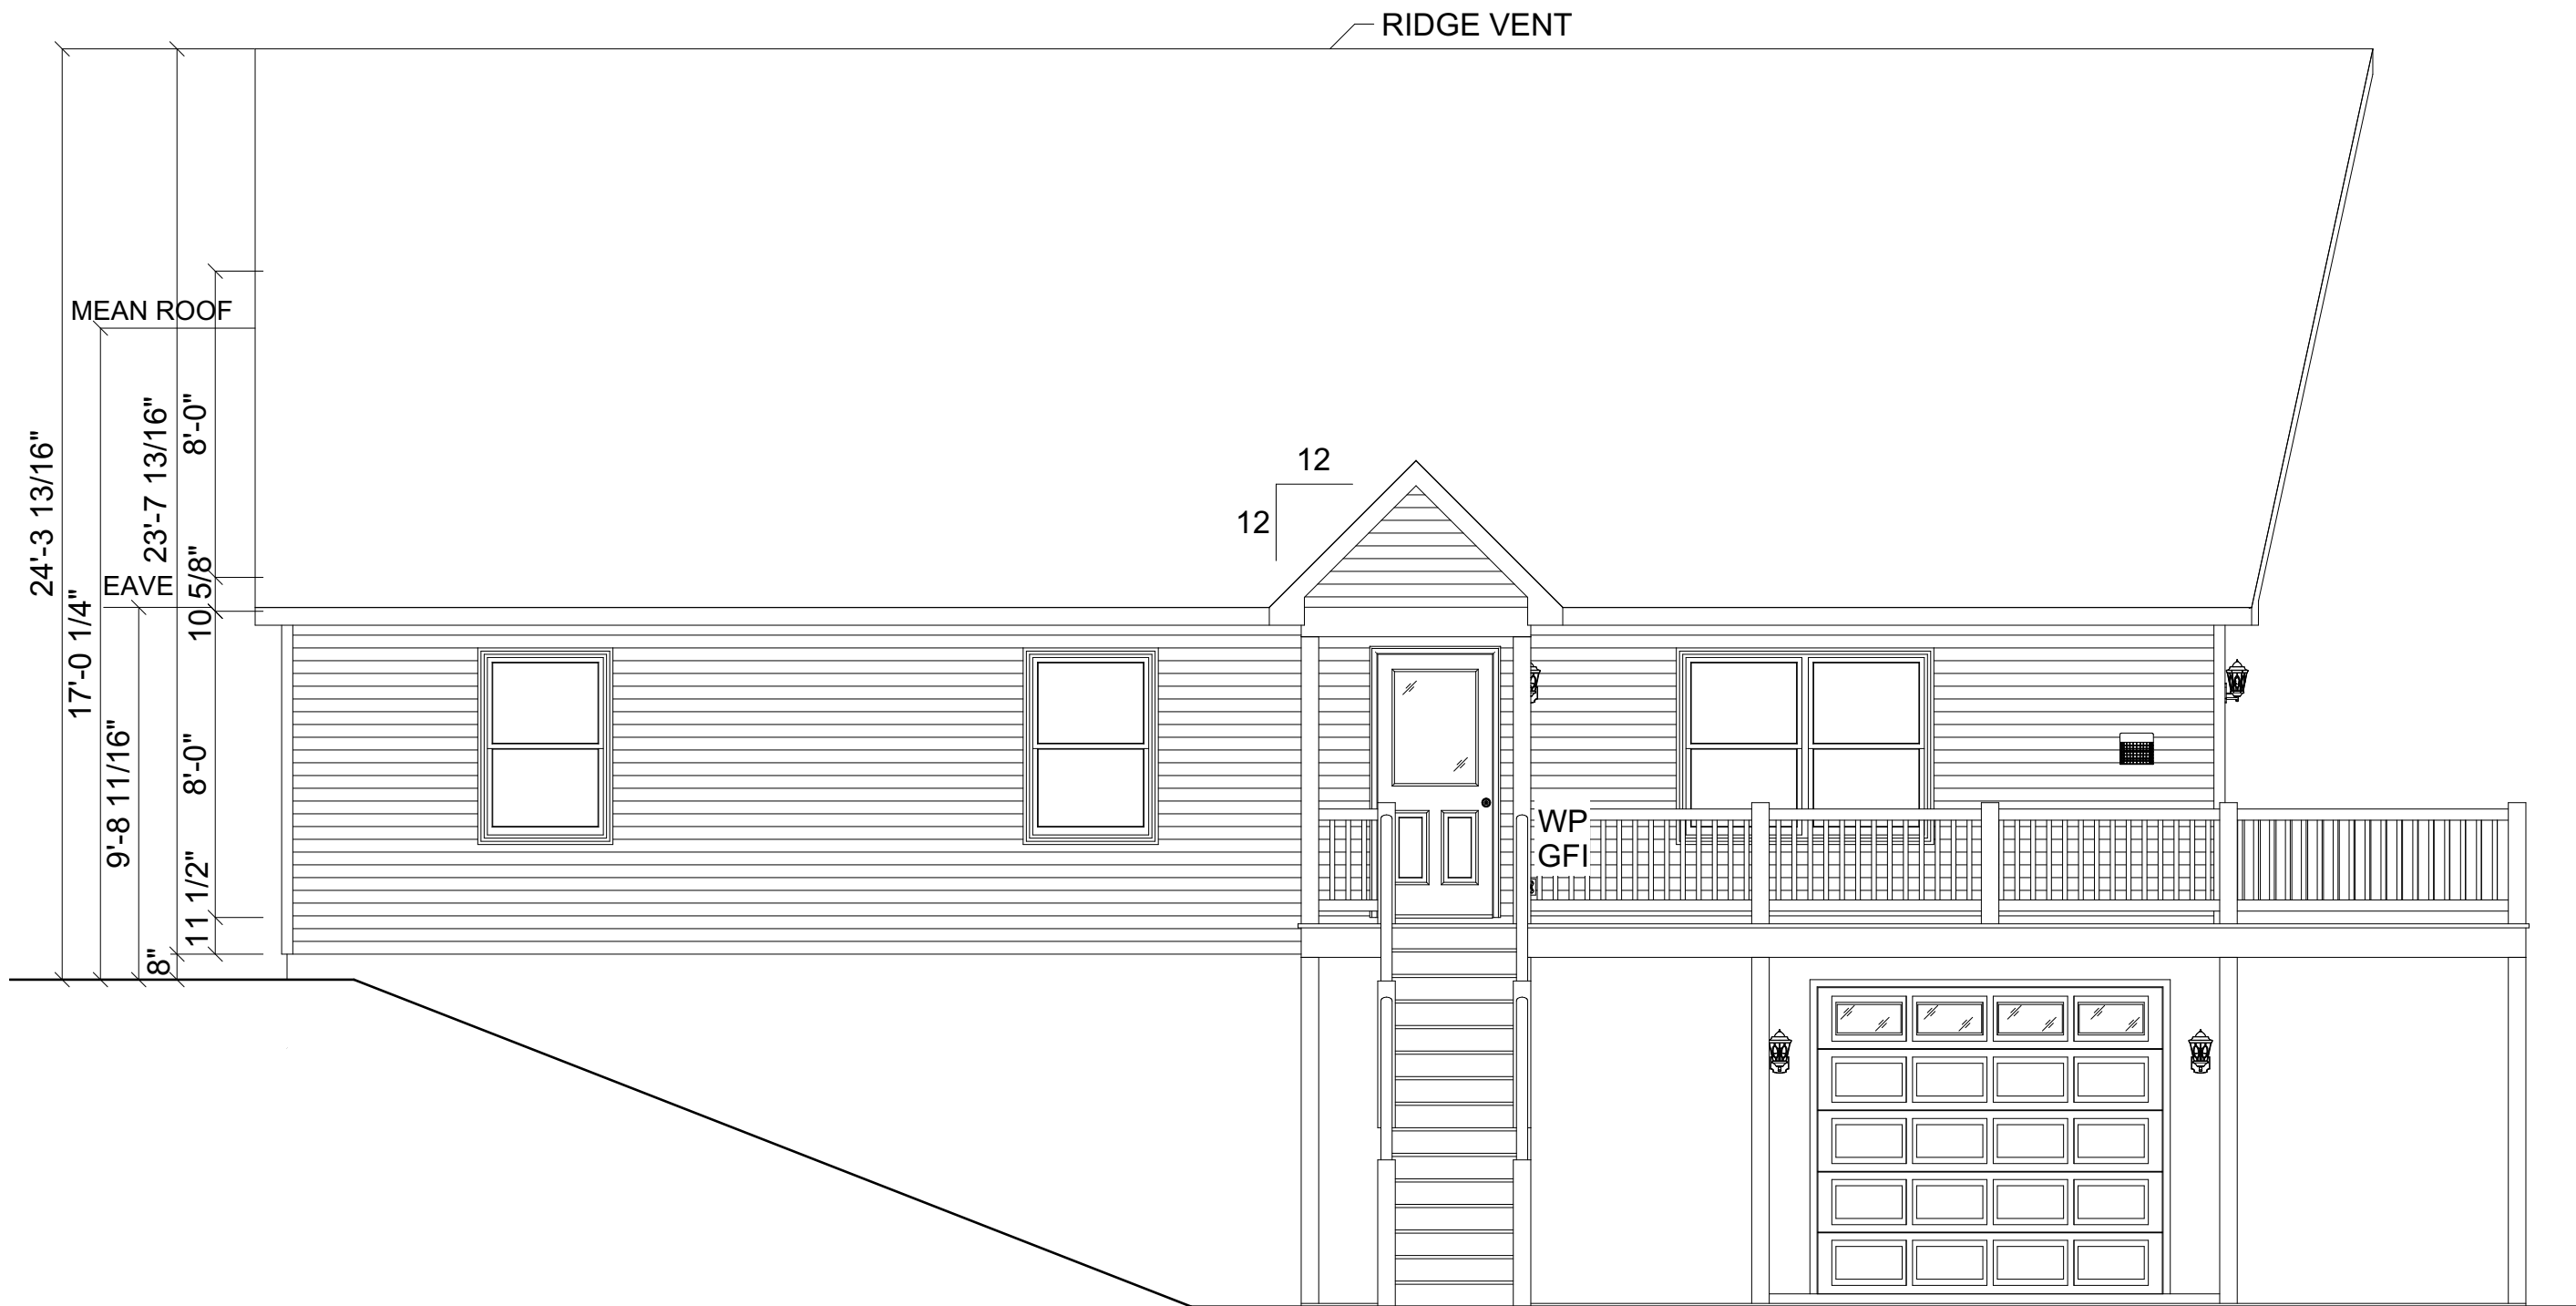 RIDGE VENT
MEAN ROOF
EAVE
24'-3 13/16"
17'-0 1/4"
9'-8 11/16"
23'-7 13/16"
8"
8'-0"
10 5/8"
8'-0"
11 1/2"
12
12
WP
GFI